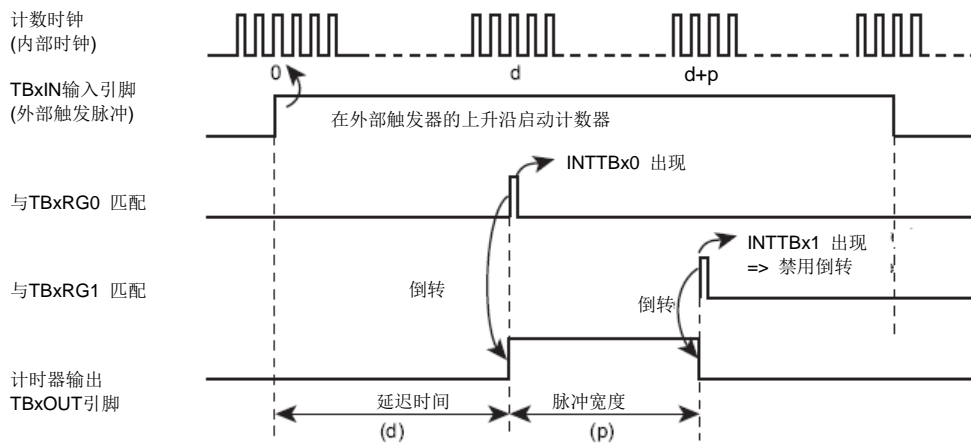 计数时钟
(内部时钟)
0
d
d+p
TBxIN输入引脚
(外部触发脉冲)
在外部触发器的上升沿启动计数器
INTTBx0 出现
与TBxRG0 匹配
INTTBx1 出现
=> 禁用倒转
与TBxRG1 匹配
倒转
倒转
计时器输出
TBxOUT引脚
延迟时间
(d)
脉冲宽度
(p)